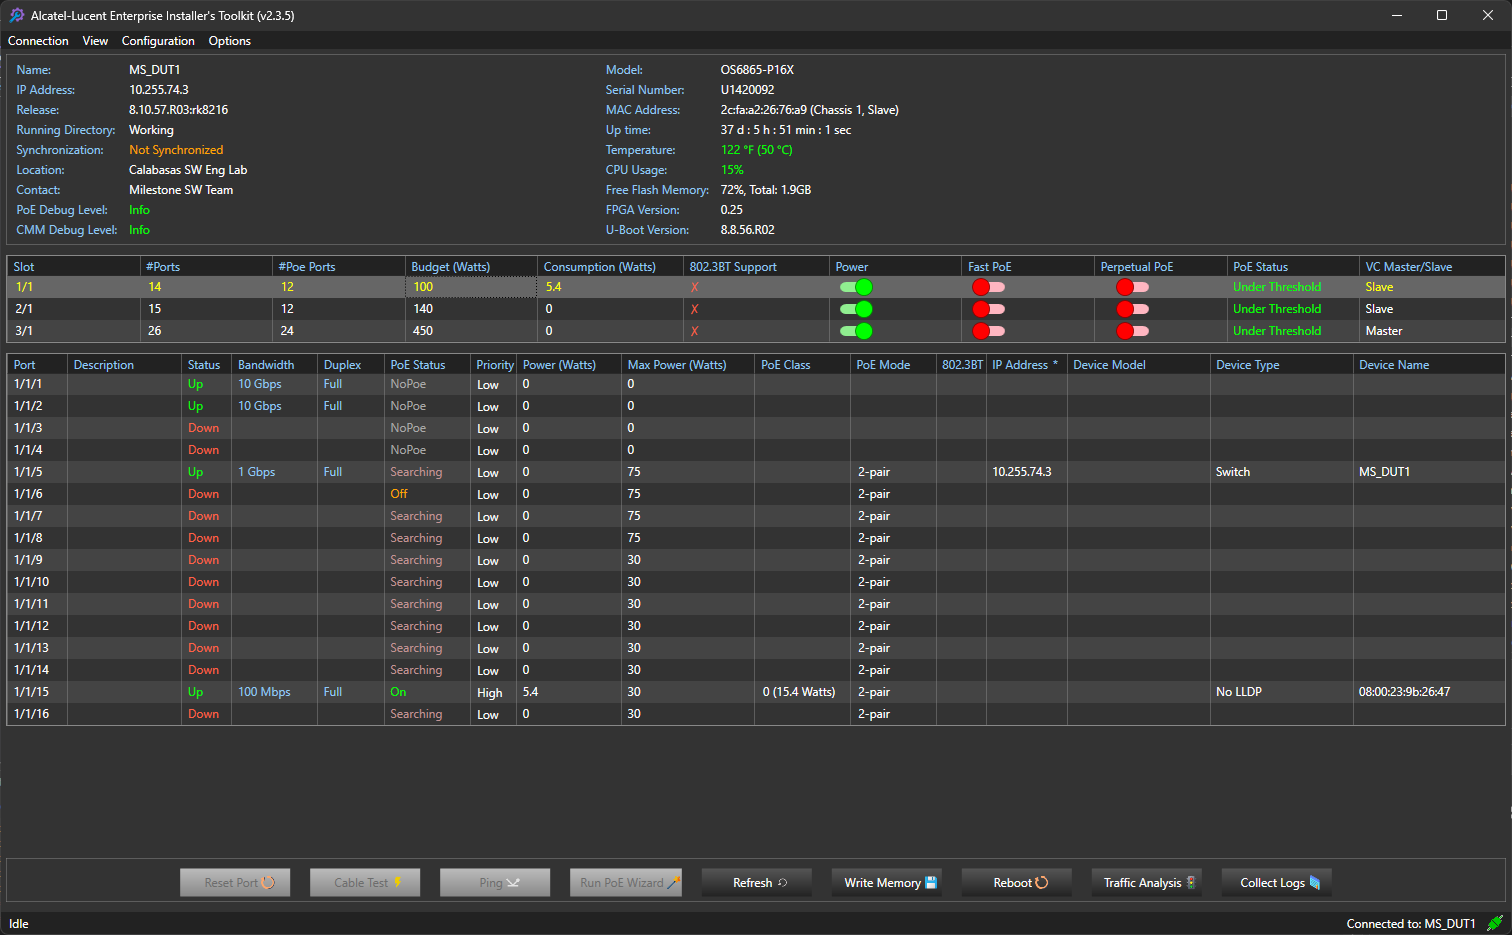 Alcatel-Lucent Enterprise Installer's Toolkit (v2.3.5)
Connection View Configuration Options
Name: MS_DUT1 Model: OS6865-P16X
IP Address: 10.255.74.3 Serial Number: U1420092
Release: 8.10.57.R03:rk8216 MAC Address: 2c:fa:a2:26:76:a9 (Chassis 1, Slave)
Running Directory: Working Up time: 37 d : 5 h : 51 min : 1 sec
Synchronization: Not Synchronized Temperature: 122 °F (50 °C)
Location: Calabasas SW Eng Lab CPU Usage: 15%
Contact: Milestone SW Team Free Flash Memory: 72%, Total: 1.9GB
PoE Debug Level: Info FPGA Version: 0.25
CMM Debug Level: Info U-Boot Version: 8.8.56.R02
Slot #Ports #Poe Ports Budget (Watts) Consumption (Watts) 802.3BT Support Power Fast PoE Perpetual PoE PoE Status VC Master/Slave
1/1 14 12 100 5.4 ✗ Under Threshold Slave
2/1 15 12 140 0 ✗ Under Threshold Slave
3/1 26 24 450 0 ✗ Under Threshold Master
Port Description Status Bandwidth Duplex PoE Status Priority Power (Watts) Max Power (Watts) PoE Class PoE Mode 802.3BT IP Address * Device Model Device Type Device Name
1/1/1 Up 10 Gbps Full NoPoe Low 0 0
1/1/2 Up 10 Gbps Full NoPoe Low 0 0
1/1/3 Down NoPoe Low 0 0
1/1/4 Down NoPoe Low 0 0
1/1/5 Up 1 Gbps Full Searching Low 0 75 2-pair 10.255.74.3 Switch MS_DUT1
1/1/6 Down Off Low 0 75 2-pair
1/1/7 Down Searching Low 0 75 2-pair
1/1/8 Down Searching Low 0 75 2-pair
1/1/9 Down Searching Low 0 30 2-pair
1/1/10 Down Searching Low 0 30 2-pair
1/1/11 Down Searching Low 0 30 2-pair
1/1/12 Down Searching Low 0 30 2-pair
1/1/13 Down Searching Low 0 30 2-pair
1/1/14 Down Searching Low 0 30 2-pair
1/1/15 Up 100 Mbps Full On High 5.4 30 0 (15.4 Watts) 2-pair No LLDP 08:00:23:9b:26:47
1/1/16 Down Searching Low 0 30 2-pair
Reset Port Cable Test Ping Run PoE Wizard Refresh Write Memory Reboot Traffic Analysis Collect Logs
Idle Connected to: MS_DUT1